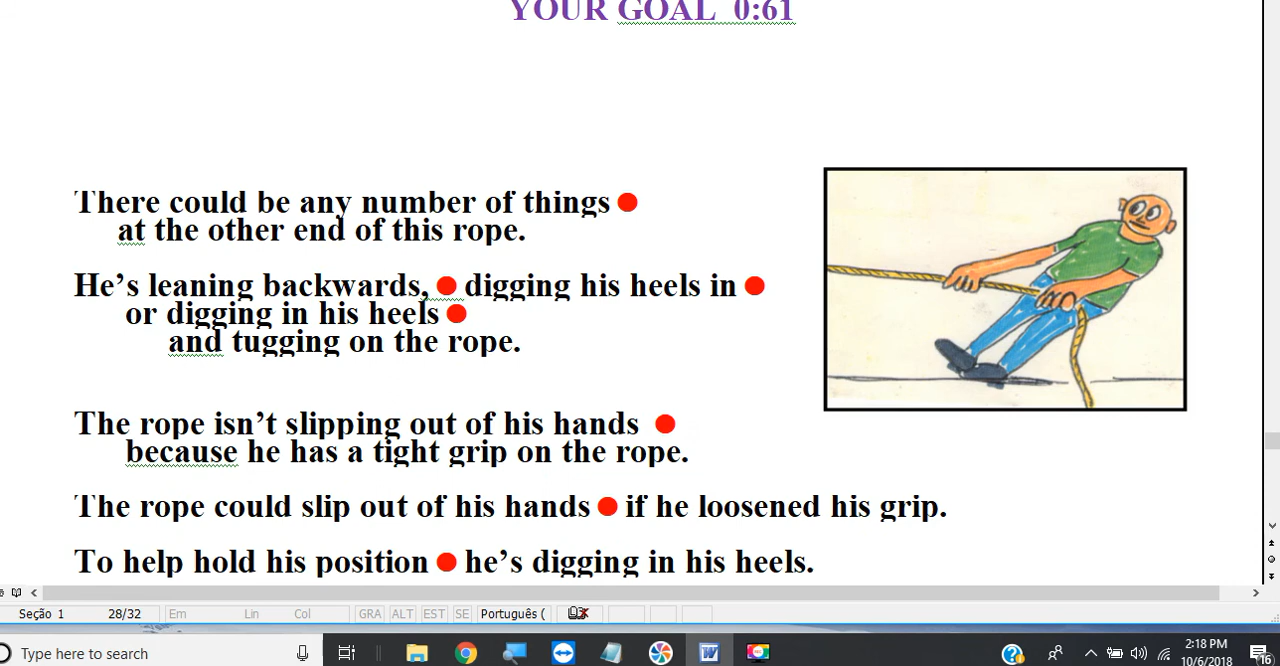 YOUR GOAL 0:61
There could be any number of things
at the other end of this rope.
He’s leaning backwards, digging his heels in
or digging in his heels
and tugging on the rope.
The rope isn’t slipping out of his hands
because he has a tight grip on the rope.
The rope could slip out of his hands if he loosened his grip.
To help hold his position he’s digging in his heels.
Seção 1 28/32 Em Lin Col GRA ALT EST SE Português (
Type here to search
2:18 PM
10/6/2018
16